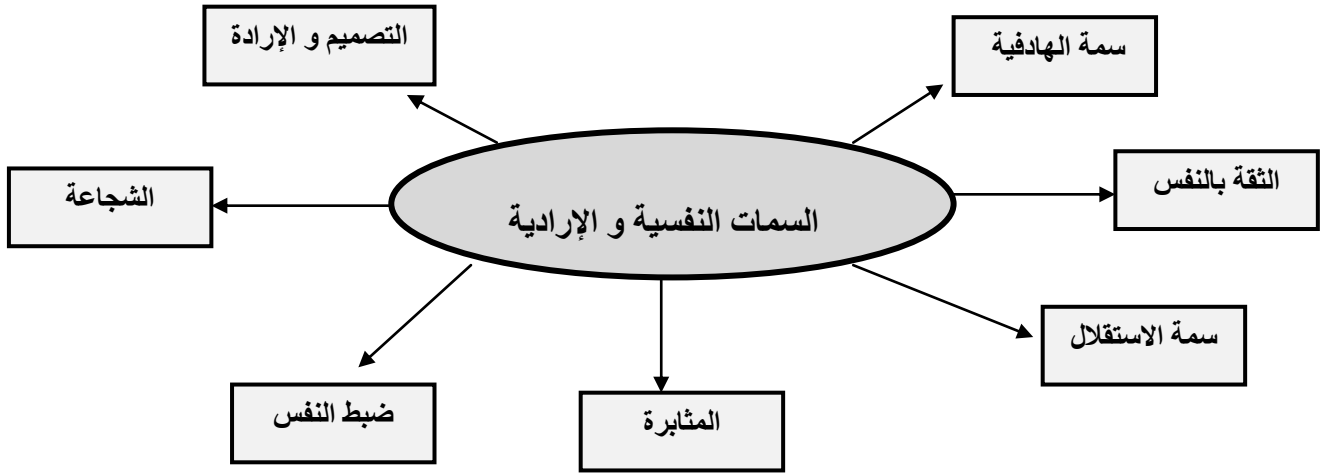 سمة الهادفية
التصميم و الإرادة
الثقة بالنفس
الشجاعة
السمات النفسية و الإرادية
سمة الاستقلال
ضبط النفس
المثابرة